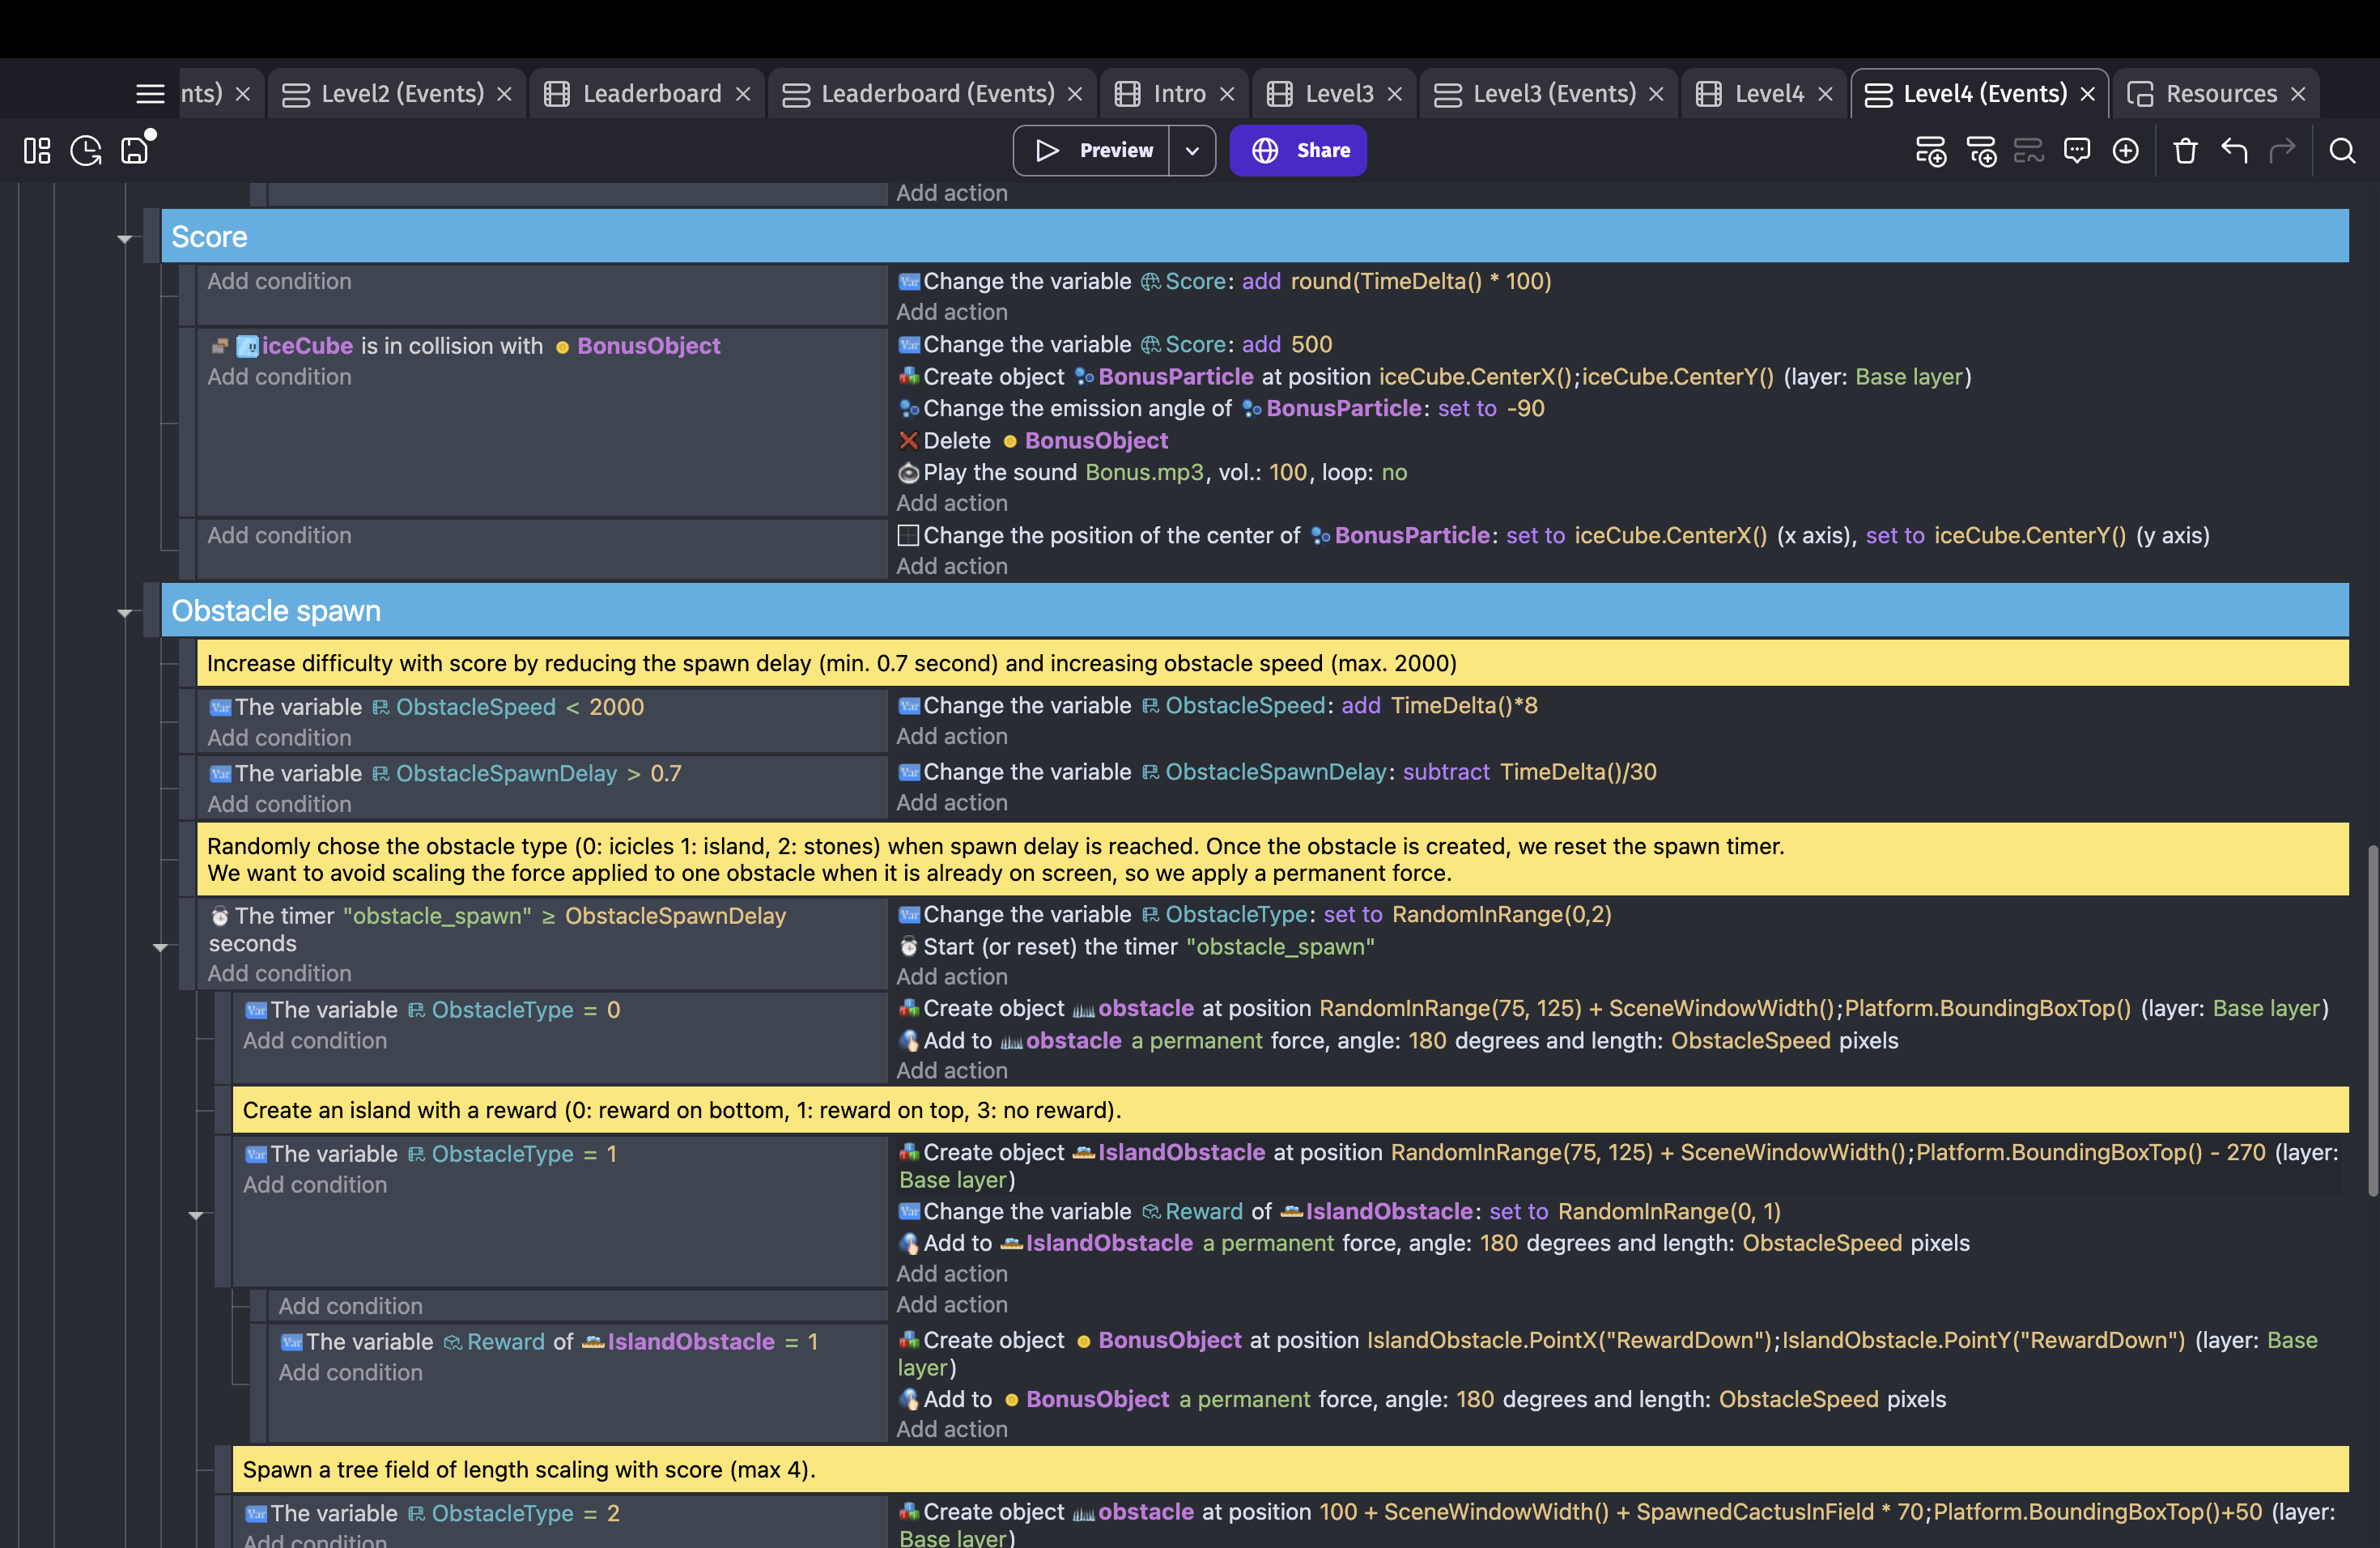 nts) Level2 (Events) Leaderboard Leaderboard (Events) Intro Level3 Level3 (Events) Level4 Level4 (Events) Resources
Preview Share
Add action
Score
Add condition
Change the variable Score: add round(TimeDelta() * 100)
Add action
iceCube is in collision with BonusObject
Add condition
Change the variable Score: add 500
Create object BonusParticle at position iceCube.CenterX();iceCube.CenterY() (layer: Base layer)
Change the emission angle of BonusParticle: set to -90
Delete BonusObject
Play the sound Bonus.mp3, vol.: 100, loop: no
Add action
Add condition
Change the position of the center of BonusParticle: set to iceCube.CenterX() (x axis), set to iceCube.CenterY() (y axis)
Add action
Obstacle spawn
Increase difficulty with score by reducing the spawn delay (min. 0.7 second) and increasing obstacle speed (max. 2000)
Var The variable ObstacleSpeed < 2000
Add condition
Change the variable ObstacleSpeed: add TimeDelta()*8
Add action
The variable ObstacleSpawnDelay > 0.7
Add condition
Change the variable ObstacleSpawnDelay: subtract TimeDelta()/30
Add action
Randomly chose the obstacle type (0: icicles 1: island, 2: stones) when spawn delay is reached. Once the obstacle is created, we reset the spawn timer.
We want to avoid scaling the force applied to one obstacle when it is already on screen, so we apply a permanent force.
The timer "obstacle_spawn" ≥ ObstacleSpawnDelay
seconds
Add condition
Change the variable ObstacleType: set to RandomInRange(0,2)
Start (or reset) the timer "obstacle_spawn"
Add action
The variable ObstacleType = 0
Add condition
Create object obstacle at position RandomInRange(75, 125) + SceneWindowWidth();Platform.BoundingBoxTop() (layer: Base layer)
Add to obstacle a permanent force, angle: 180 degrees and length: ObstacleSpeed pixels
Add action
Create an island with a reward (0: reward on bottom, 1: reward on top, 3: no reward).
The variable ObstacleType = 1
Add condition
Create object IslandObstacle at position RandomInRange(75, 125) + SceneWindowWidth();Platform.BoundingBoxTop() - 270 (layer:
Base layer)
Change the variable Reward of IslandObstacle: set to RandomInRange(0, 1)
Add to IslandObstacle a permanent force, angle: 180 degrees and length: ObstacleSpeed pixels
Add action
Add condition
Add action
The variable Reward of IslandObstacle = 1
Add condition
Create object BonusObject at position IslandObstacle.PointX("RewardDown");IslandObstacle.PointY("RewardDown") (layer: Base
layer)
Add to BonusObject a permanent force, angle: 180 degrees and length: ObstacleSpeed pixels
Add action
Spawn a tree field of length scaling with score (max 4).
The variable ObstacleType = 2
Add condition
Create object obstacle at position 100 + SceneWindowWidth() + SpawnedCactusInField * 70;Platform.BoundingBoxTop()+50 (layer:
Base layer)